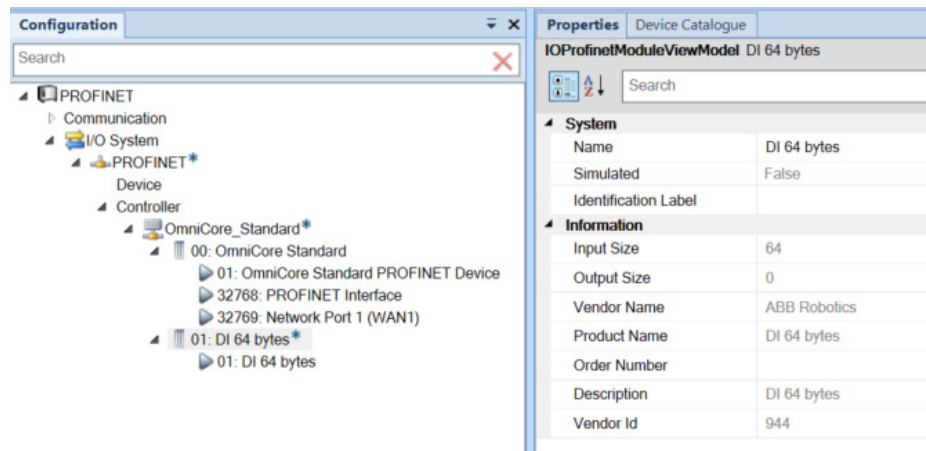 Configuration
Search
PROFINET
Communication
I/O System
PROFINET*
Device
Controller
OmniCore_Standard*
00: OmniCore Standard
01: OmniCore Standard PROFINET Device
32768: PROFINET Interface
32769: Network Port 1 (WAN1)
01: DI 64 bytes*
01: DI 64 bytes
Properties Device Catalogue
IOProfinetModuleViewModel DI 64 bytes
A Z Search
System
Name DI 64 bytes
Simulated False
Identification Label
Information
Input Size 64
Output Size 0
Vendor Name ABB Robotics
Product Name DI 64 bytes
Order Number
Description DI 64 bytes
Vendor Id 944